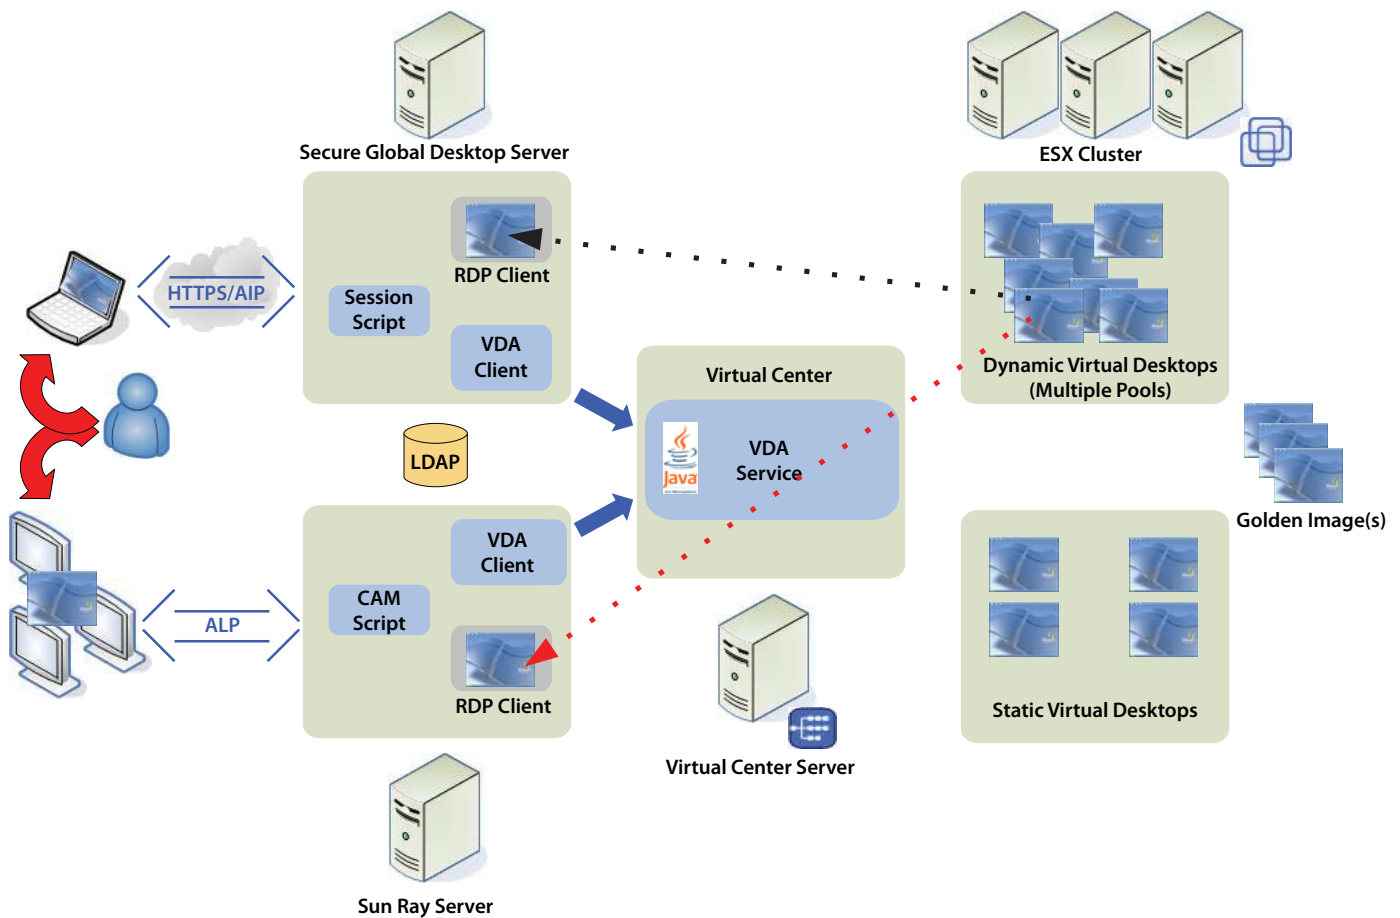 Secure Global Desktop Server
ESX Cluster
RDP Client
HTTPS/AIP
Session
Script
VDA
Client
Virtual Center
Dynamic Virtual Desktops
(Multiple Pools)
LDAP
VDA
Service
Java
Golden Image(s)
VDA
Client
CAM
Script
ALP
RDP Client
Static Virtual Desktops
Virtual Center Server
Sun Ray Server